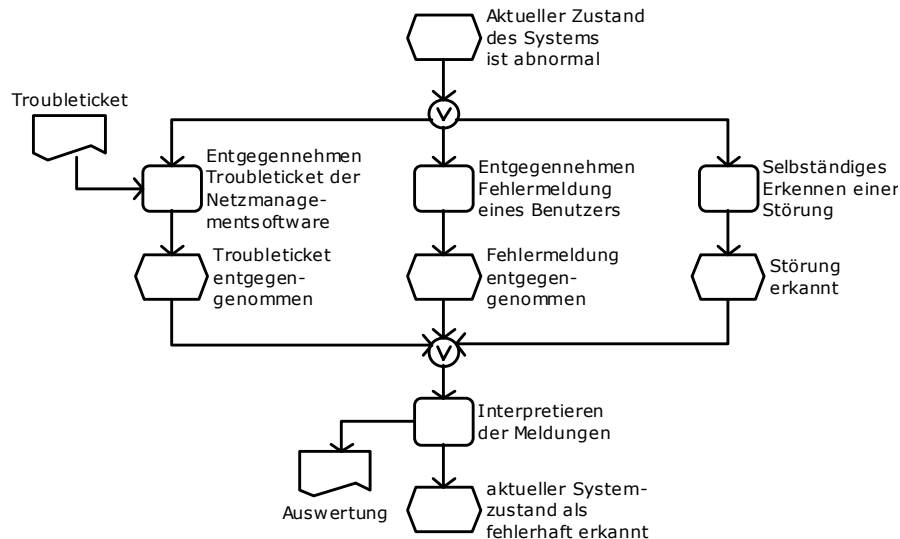 Aktueller Zustand
des Systems
ist abnormal
Troubleticket
V
Entgegennehmen
Troubleticket der
Netzmanage-
mentsoftware
Entgegennehmen
Fehlermeldung
eines Benutzers
Selbständiges
Erkennen einer
Störung
Troubleticket
entgegen-
genommen
Fehlermeldung
entgegen-
genommen
Störung
erkannt
V
Interpretieren
der Meldungen
Auswertung
aktueller System-
zustand als
fehlerhaft erkannt